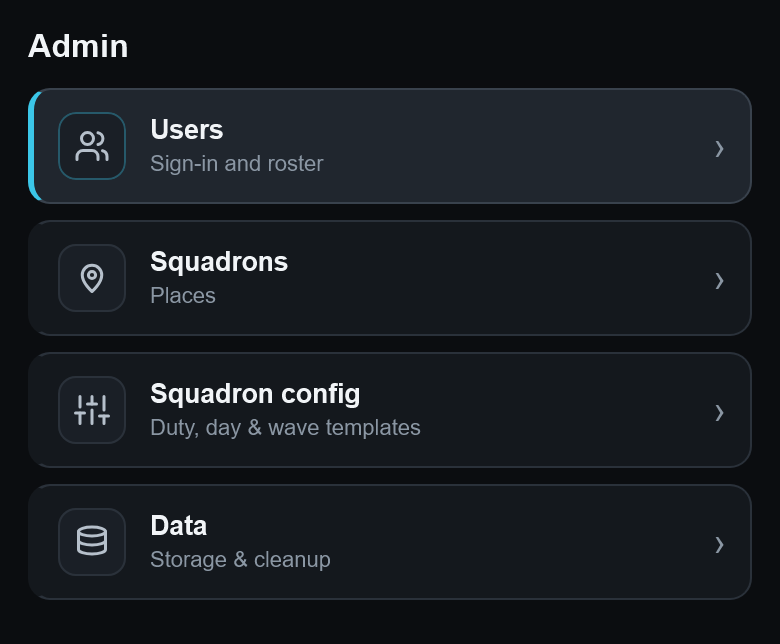 Admin
Users
Sign-in and roster
Squadrons
Places
Squadron config
Duty, day & wave templates
Data
Storage & cleanup